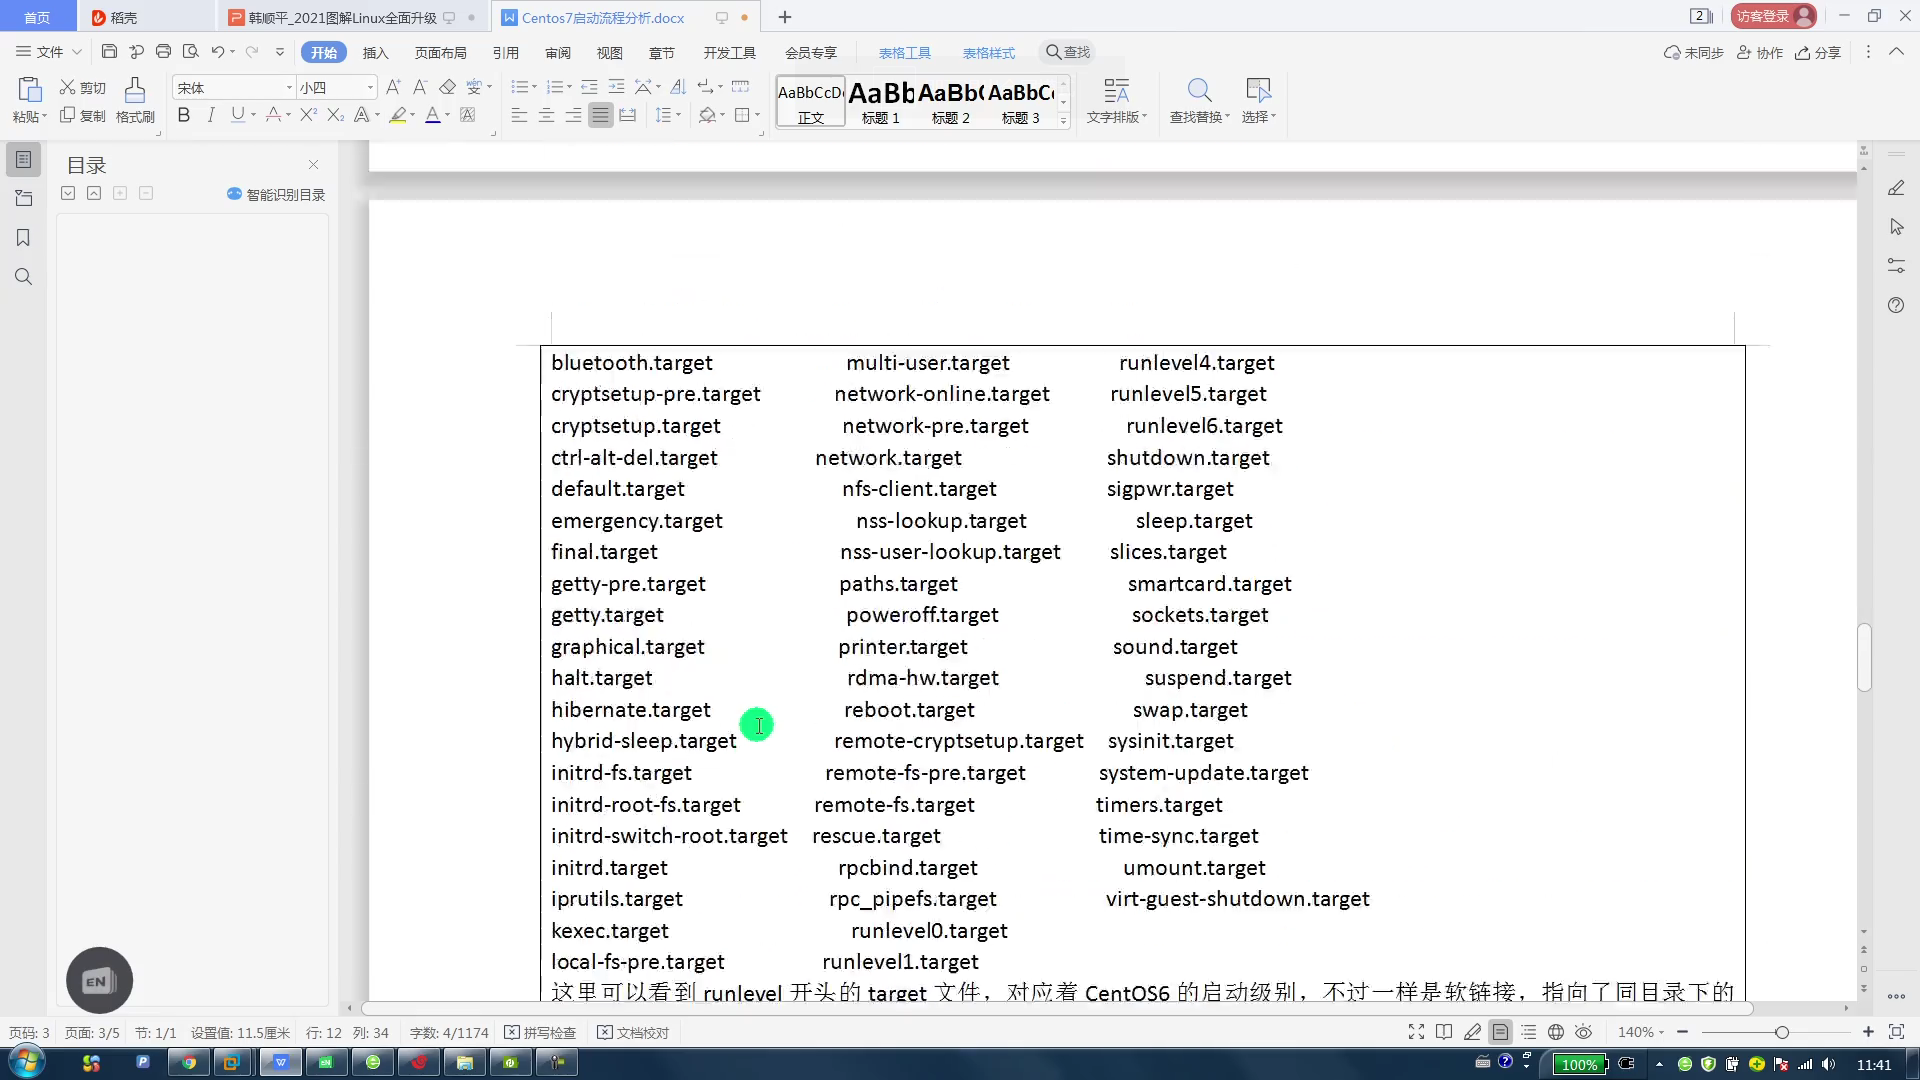 首页 稻壳 韩顺平_2021图解Linux全面升级 Centos7启动流程分析.docx 2 访客登录
文件 开始 插入 页面布局 引用 审阅 视图 章节 开发工具 会员专享 表格工具 表格样式 查找 未同步 协作 分享
粘贴 剪切 复制 格式刷 宋体 小四 AaBbCcD AaBb AaBb( AaBbC
正文 标题 1 标题 2 标题 3 文字排版 查找替换 选择
目录
智能识别目录
bluetooth.target multi-user.target runlevel4.target
cryptsetup-pre.target network-online.target runlevel5.target
cryptsetup.target network-pre.target runlevel6.target
ctrl-alt-del.target network.target shutdown.target
default.target nfs-client.target sigpwr.target
emergency.target nss-lookup.target sleep.target
final.target nss-user-lookup.target slices.target
getty-pre.target paths.target smartcard.target
getty.target poweroff.target sockets.target
graphical.target printer.target sound.target
halt.target rdma-hw.target suspend.target
hibernate.target reboot.target swap.target
hybrid-sleep.target remote-cryptsetup.target sysinit.target
initrd-fs.target remote-fs-pre.target system-update.target
initrd-root-fs.target remote-fs.target timers.target
initrd-switch-root.target rescue.target time-sync.target
initrd.target rpcbind.target umount.target
iprutils.target rpc_pipefs.target virt-guest-shutdown.target
kexec.target runlevel0.target
local-fs-pre.target runlevel1.target
这里可以看到 runlevel 开头的 target 文件，对应着 CentOS6 的启动级别，不过一样是软链接，指向了同目录下的
EN
页码: 3 页面: 3/5 节: 1/1 设置值: 11.5厘米 行: 12 列: 34 字数: 4/1174 拼写检查 文档校对 140%
100% 11:41